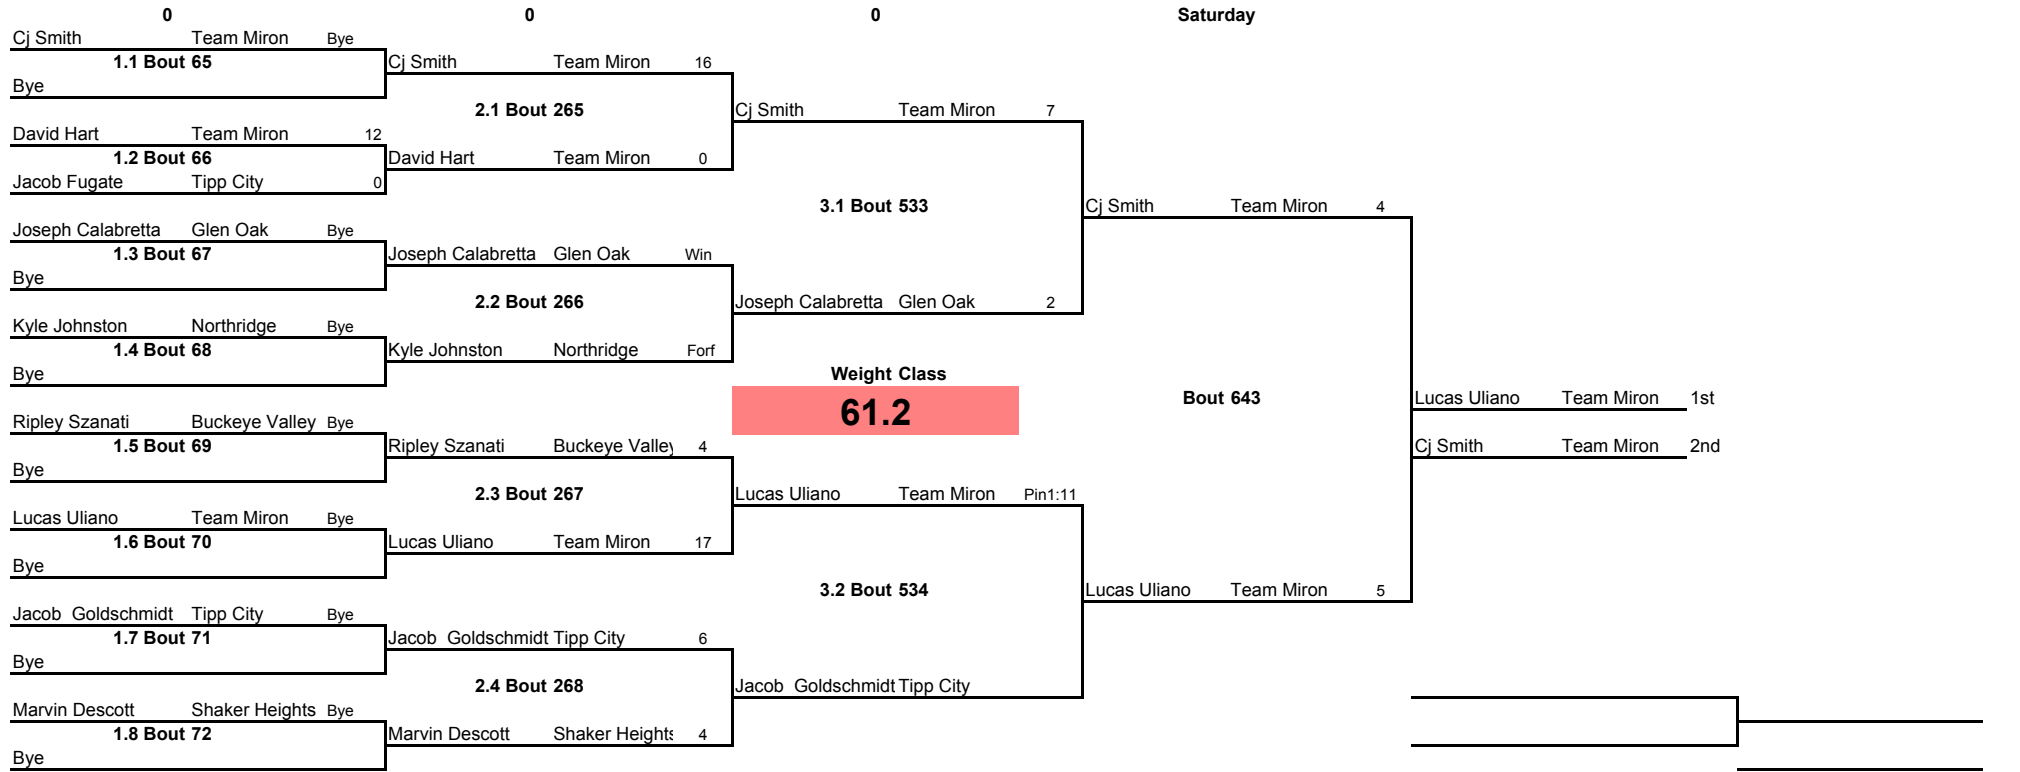 0 0 0 Saturday
Cj Smith Team Miron Bye
1.1 Bout 65 Cj Smith Team Miron 16
Bye
2.1 Bout 265 Cj Smith Team Miron 7
David Hart Team Miron 12
1.2 Bout 66 David Hart Team Miron 0
Jacob Fugate Tipp City 0
3.1 Bout 533 Cj Smith Team Miron 4
Joseph Calabretta Glen Oak Bye
1.3 Bout 67 Joseph Calabretta Glen Oak Win
Bye
2.2 Bout 266 Joseph Calabretta Glen Oak 2
Kyle Johnston Northridge Bye
1.4 Bout 68 Kyle Johnston Northridge Forf
Bye Weight Class
61.2 Bout 643 Lucas Uliano Team Miron 1st
Ripley Szanati Buckeye Valley Bye
1.5 Bout 69 Ripley Szanati Buckeye Valley 4 Cj Smith Team Miron 2nd
Bye
2.3 Bout 267 Lucas Uliano Team Miron Pin1:11
Lucas Uliano Team Miron Bye
1.6 Bout 70 Lucas Uliano Team Miron 17
Bye
3.2 Bout 534 Lucas Uliano Team Miron 5
Jacob Goldschmidt Tipp City Bye
1.7 Bout 71 Jacob Goldschmidt Tipp City 6
Bye
2.4 Bout 268 Jacob Goldschmidt Tipp City
Marvin Descott Shaker Heights Bye
1.8 Bout 72 Marvin Descott Shaker Heights 4
Bye